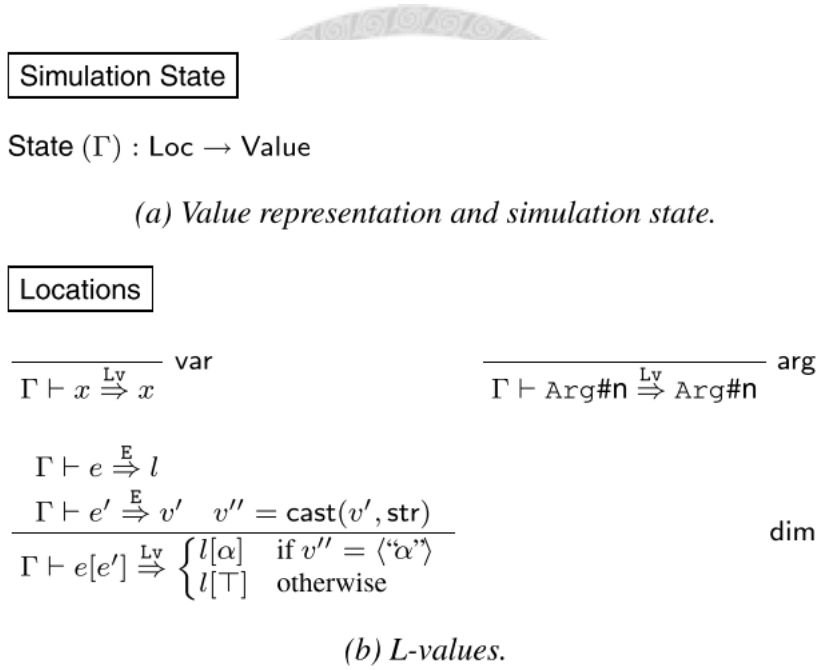 Simulation State
State (Γ) : Loc → Value
(a) Value representation and simulation state.
Locations
Γ ⊢ x ⇒Lv x var
Γ ⊢ Arg#n ⇒Lv Arg#n arg
Γ ⊢ e ⇒E l
Γ ⊢ e′ ⇒E v′ v″ = cast(v′, str)
Γ ⊢ e[e′] ⇒Lv { l[α] if v″ = ⟨“α”⟩
l[⊤] otherwise
dim
(b) L-values.